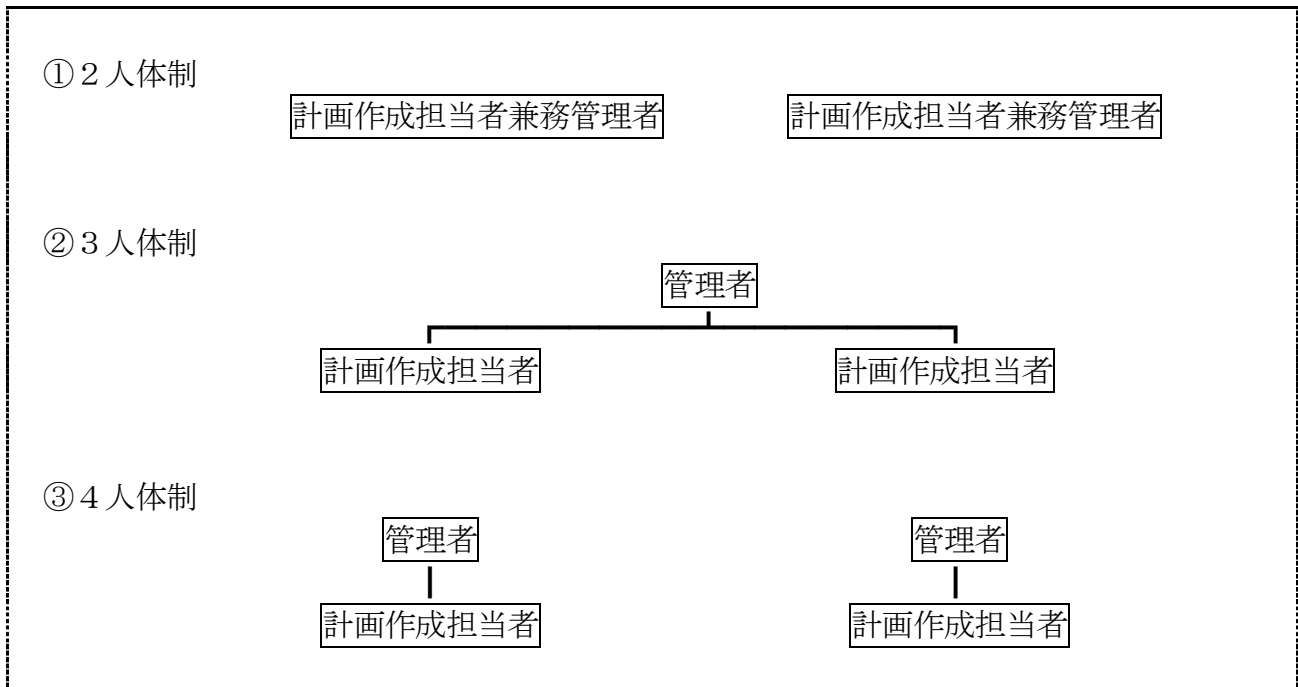 ①２人体制
計画作成担当者兼務管理者 計画作成担当者兼務管理者
②３人体制
管理者
計画作成担当者 計画作成担当者
③４人体制
管理者 管理者
計画作成担当者 計画作成担当者